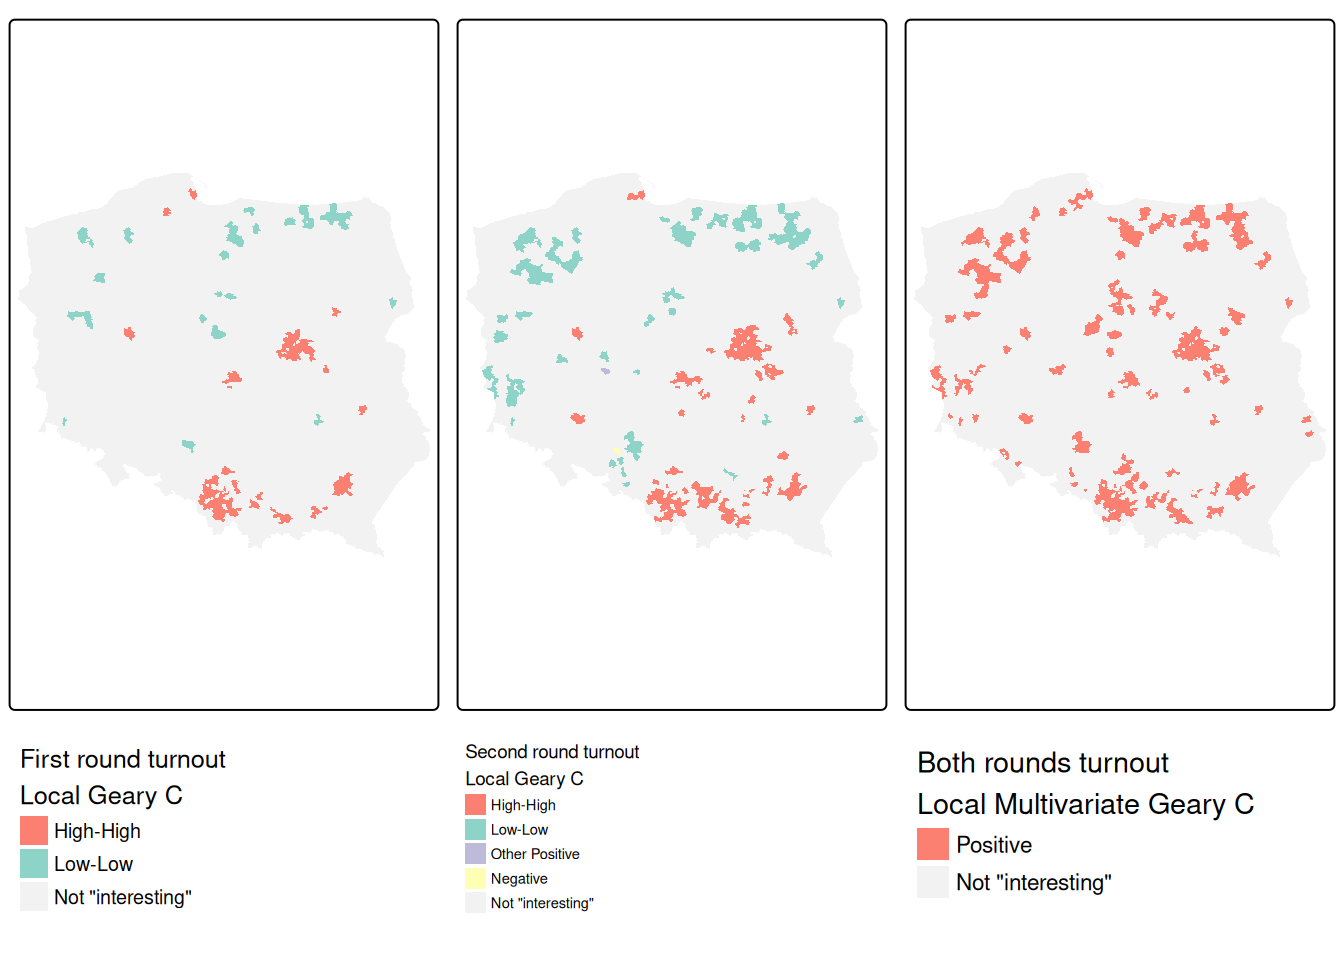 First round turnout
Local Geary C
High-High
Low-Low
Not "interesting"
Second round turnout
Local Geary C
High-High
Low-Low
Other Positive
Negative
Not "interesting"
Both rounds turnout
Local Multivariate Geary C
Positive
Not "interesting"